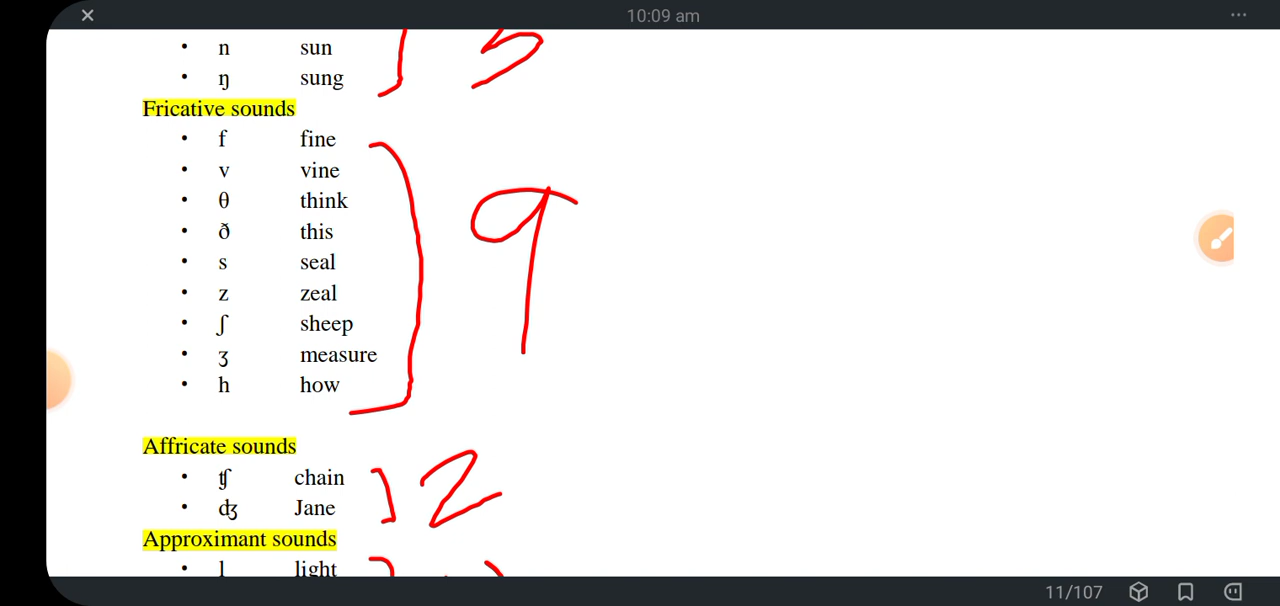 10:09 am
• n sun
• ŋ sung
Fricative sounds
• f fine
• v vine
• θ think
• ð this
• s seal
• z zeal
• ʃ sheep
• ʒ measure
• h how
9
Affricate sounds
• ʧ chain
• ʤ Jane
2
Approximant sounds
• l light
11/107